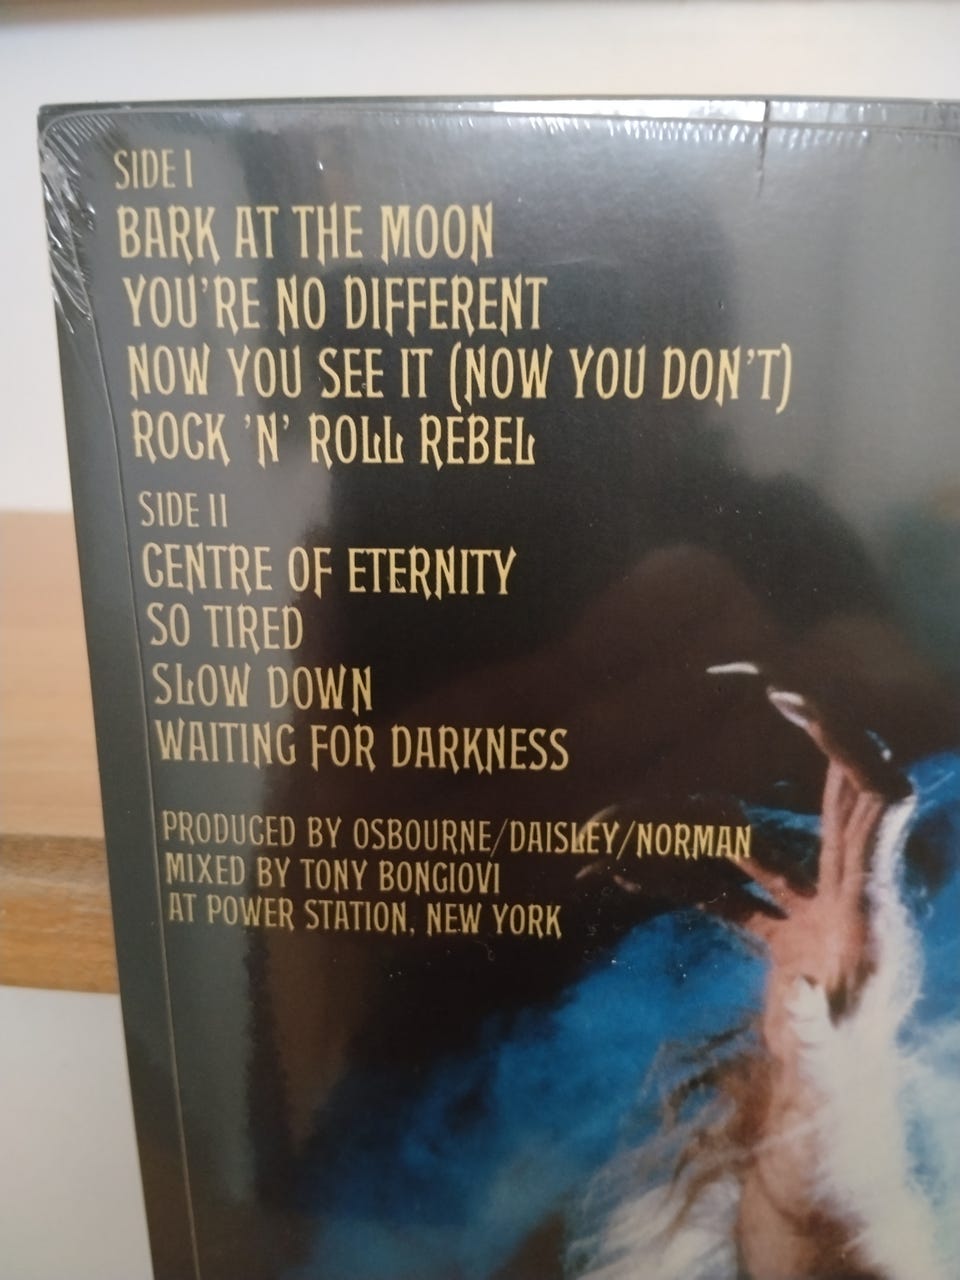 SIDE I
BARK AT THE MOON
YOU'RE NO DIFFERENT
NOW YOU SEE IT (NOW YOU DON'T)
ROCK 'N' ROLL REBEL
SIDE II
CENTRE OF ETERNITY
SO TIRED
SLOW DOWN
WAITING FOR DARKNESS
PRODUCED BY OSBOURNE/DAISLEY/NORMAN
MIXED BY TONY BONGIOVI
AT POWER STATION, NEW YORK